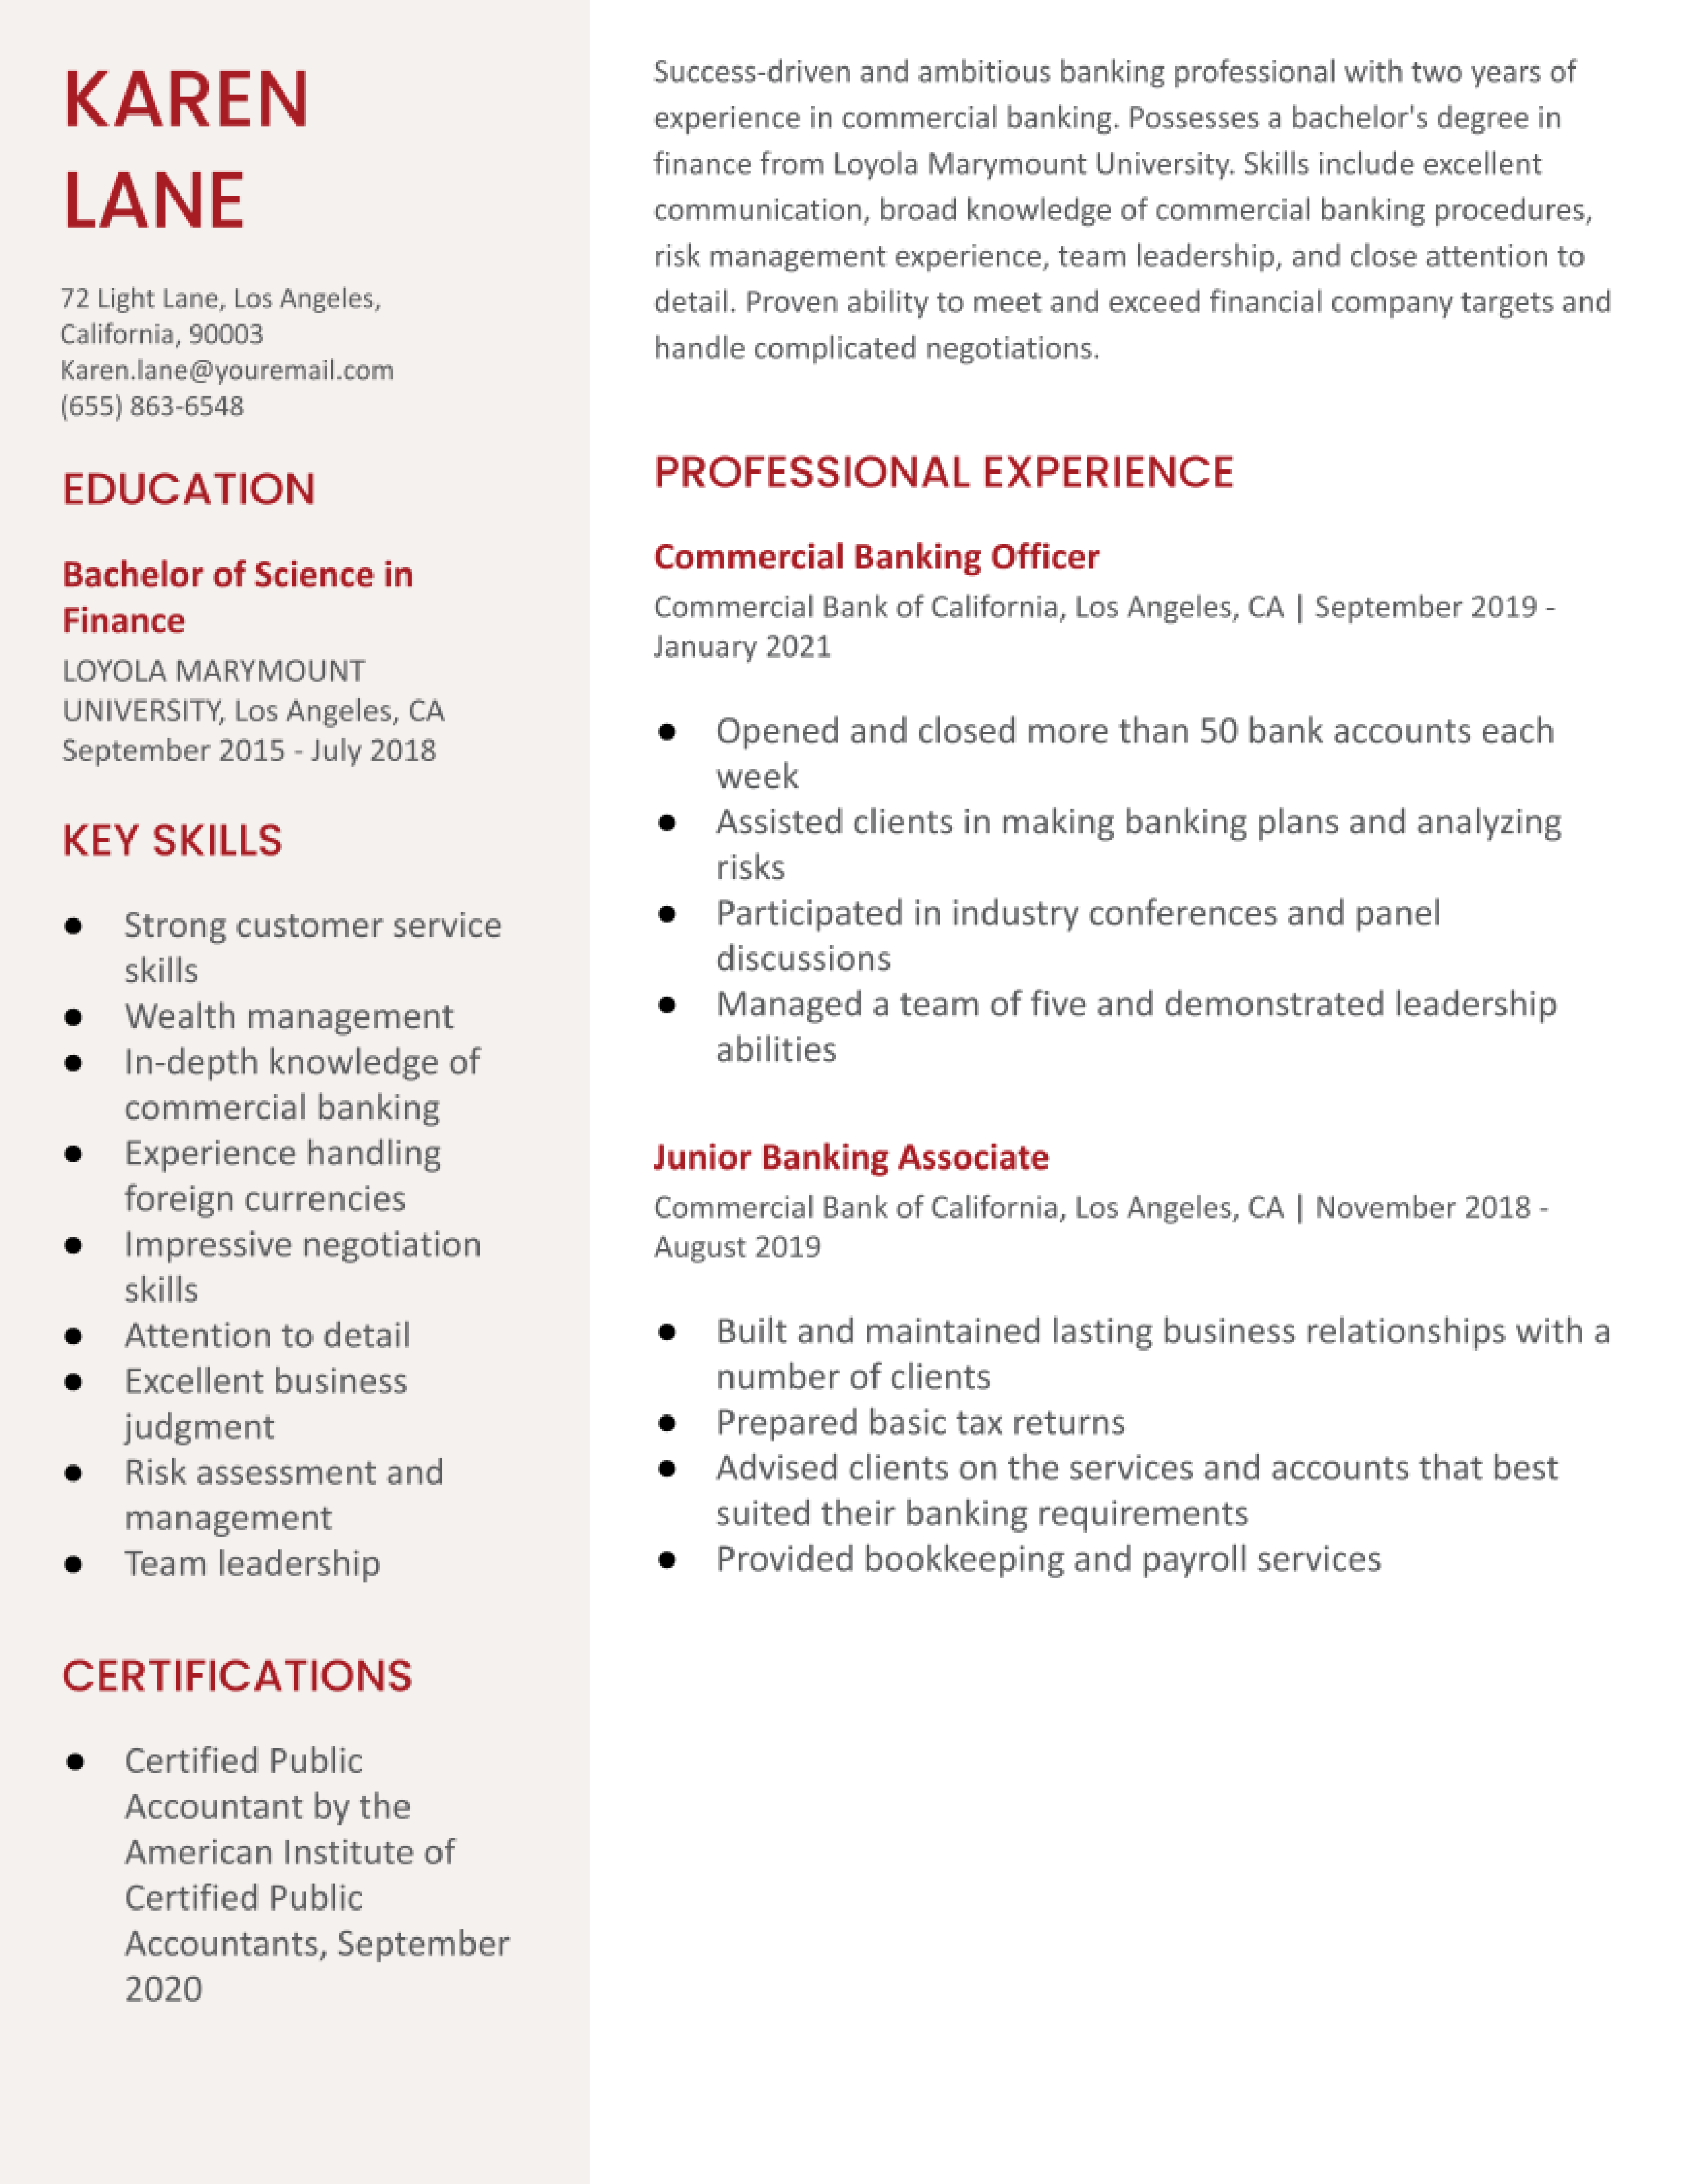 KAREN
LANE
72 Light Lane, Los Angeles,
California, 90003
Karen.lane@youremail.com
(655) 863-6548
EDUCATION
Bachelor of Science in
Finance
LOYOLA MARYMOUNT
UNIVERSITY, Los Angeles, CA
September 2015 - July 2018
KEY SKILLS
● Strong customer service
skills
● Wealth management
● In-depth knowledge of
commercial banking
● Experience handling
foreign currencies
● Impressive negotiation
skills
● Attention to detail
● Excellent business
judgment
● Risk assessment and
management
● Team leadership
CERTIFICATIONS
● Certified Public
Accountant by the
American Institute of
Certified Public
Accountants, September
2020
Success-driven and ambitious banking professional with two years of
experience in commercial banking. Possesses a bachelor's degree in
finance from Loyola Marymount University. Skills include excellent
communication, broad knowledge of commercial banking procedures,
risk management experience, team leadership, and close attention to
detail. Proven ability to meet and exceed financial company targets and
handle complicated negotiations.
PROFESSIONAL EXPERIENCE
Commercial Banking Officer
Commercial Bank of California, Los Angeles, CA | September 2019 -
January 2021
● Opened and closed more than 50 bank accounts each
week
● Assisted clients in making banking plans and analyzing
risks
● Participated in industry conferences and panel
discussions
● Managed a team of five and demonstrated leadership
abilities
Junior Banking Associate
Commercial Bank of California, Los Angeles, CA | November 2018 -
August 2019
● Built and maintained lasting business relationships with a
number of clients
● Prepared basic tax returns
● Advised clients on the services and accounts that best
suited their banking requirements
● Provided bookkeeping and payroll services